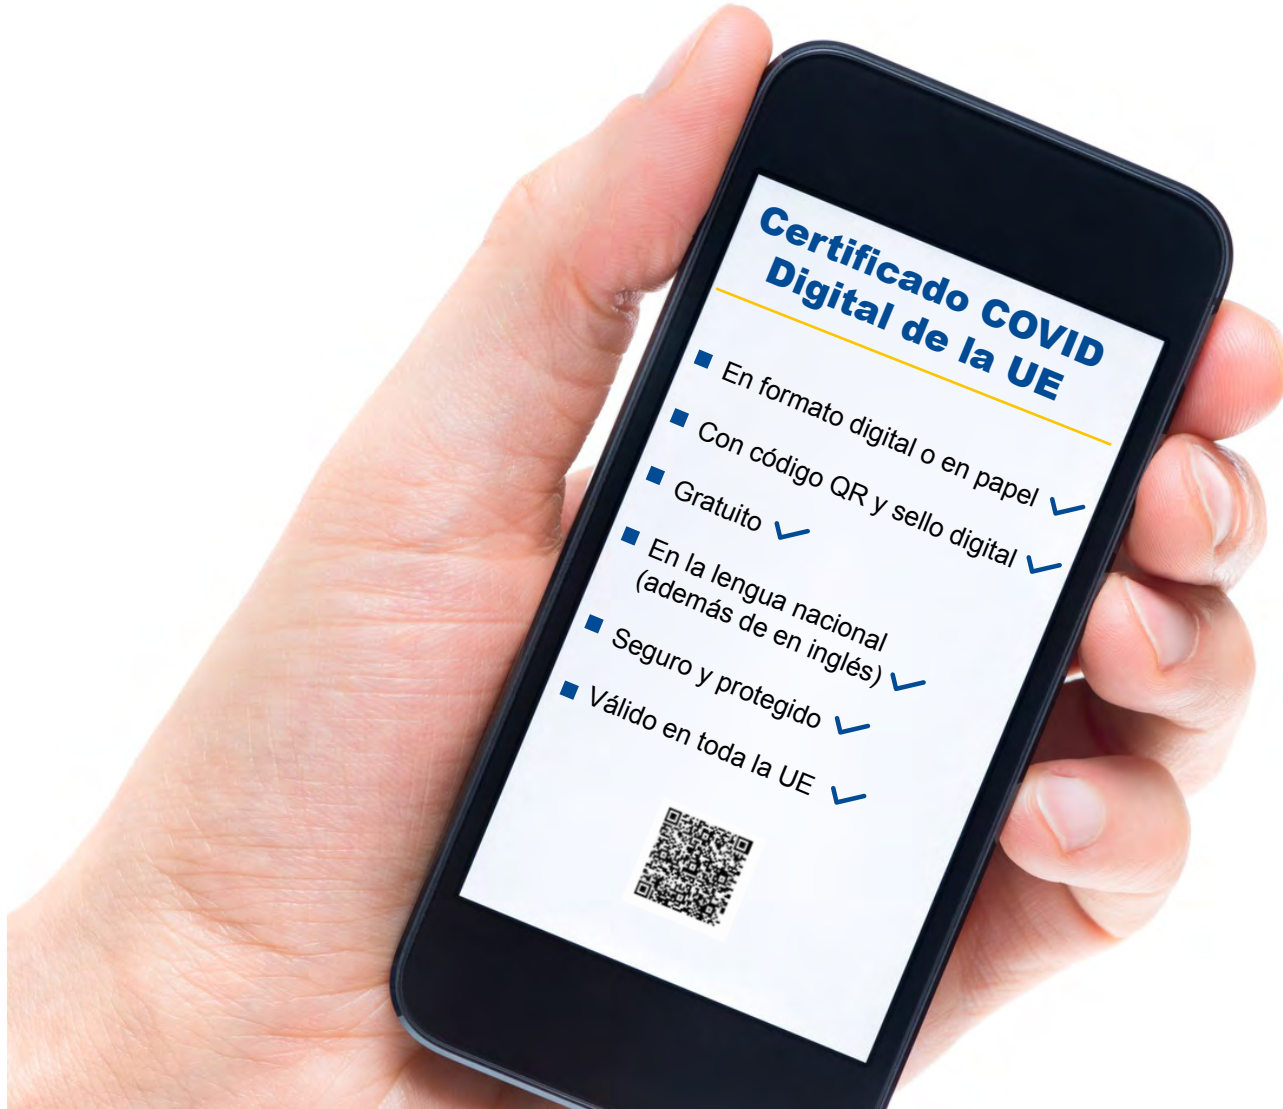 Certificado COVID
Digital de la UE
En formato digital o en papel
Con código QR y sello digital
Gratuito
En la lengua nacional
(además de en inglés)
Seguro y protegido
Válido en toda la UE